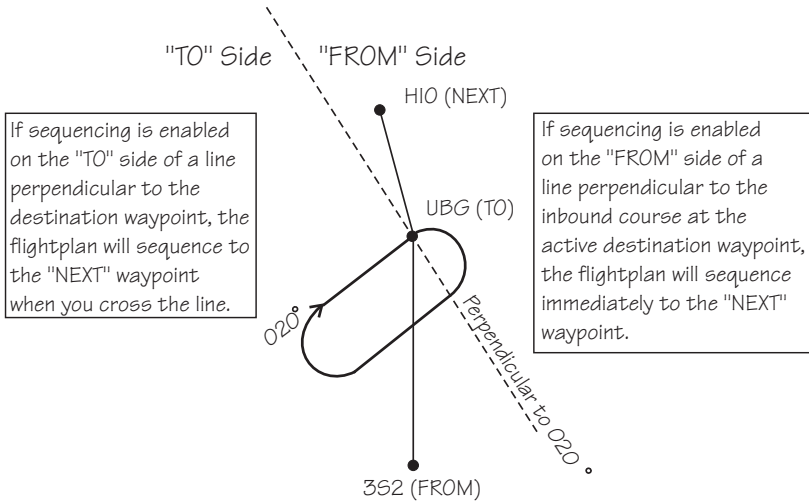 "TO" Side
"FROM" Side
HIO (NEXT)
If sequencing is enabled
on the "TO" side of a line
perpendicular to the
destination waypoint, the
flightplan will sequence to
the "NEXT" waypoint
when you cross the line.
If sequencing is enabled
on the "FROM" side of a
line perpendicular to the
inbound course at the
active destination waypoint,
the flightplan will sequence
immediately to the "NEXT"
waypoint.
UBG (TO)
020°
Perpendicular to 020°
3S2 (FROM)